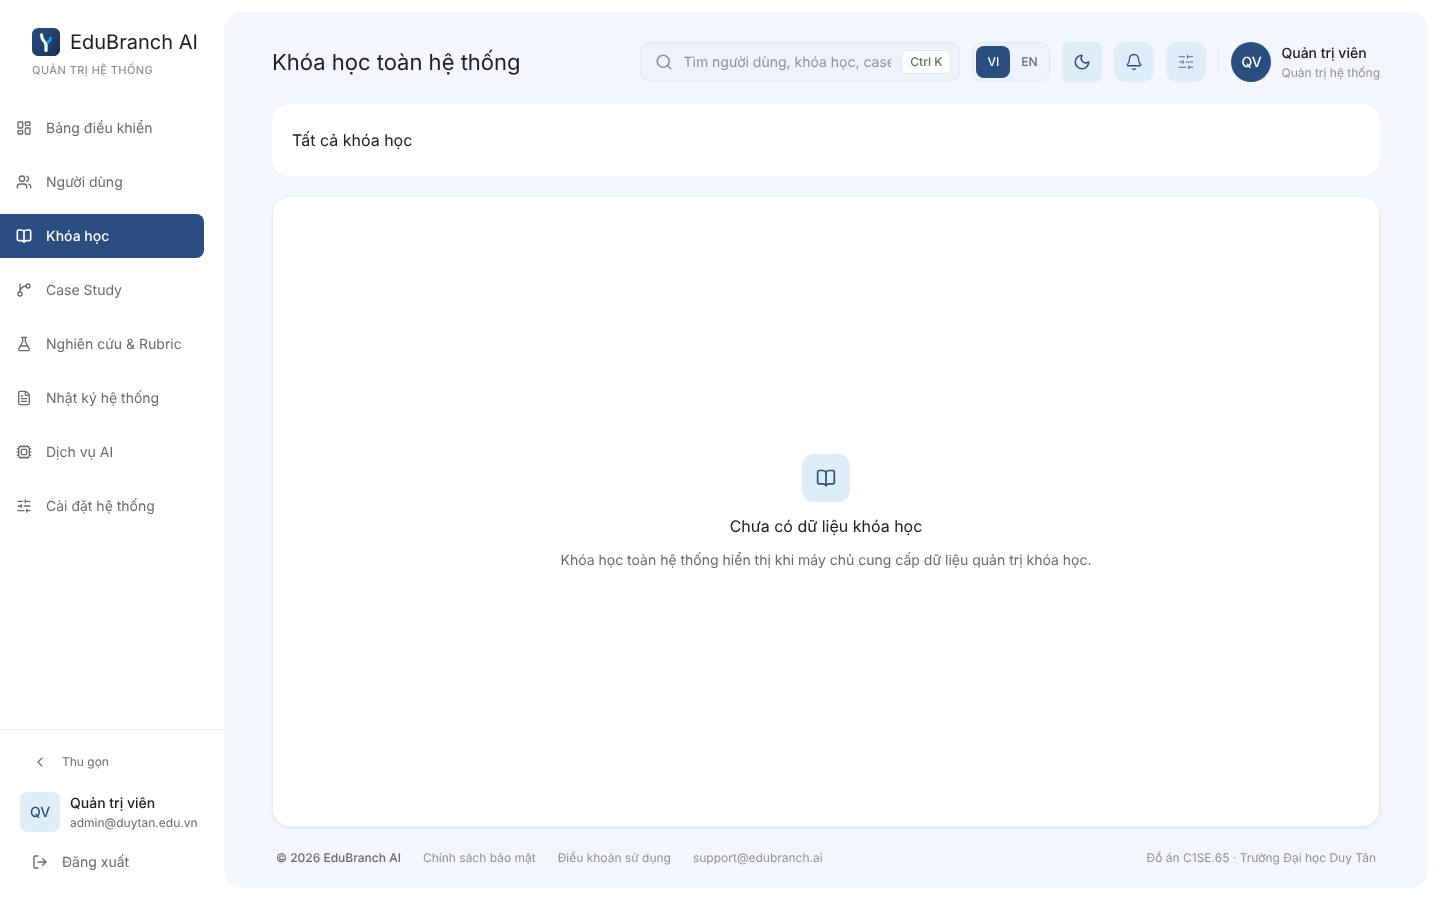 EduBranch AI
QUẢN TRỊ HỆ THỐNG
Bảng điều khiển
Người dùng
Khóa học
Case Study
Nghiên cứu & Rubric
Nhật ký hệ thống
Dịch vụ AI
Cài đặt hệ thống
Thu gọn
QV
Quản trị viên
admin@duytan.edu.vn
Đăng xuất
Khóa học toàn hệ thống
Tìm người dùng, khóa học, case
Ctrl K
VI
EN
QV
Quản trị viên
Quản trị hệ thống
Tất cả khóa học
Chưa có dữ liệu khóa học
Khóa học toàn hệ thống hiển thị khi máy chủ cung cấp dữ liệu quản trị khóa học.
© 2026 EduBranch AI
Chính sách bảo mật
Điều khoản sử dụng
support@edubranch.ai
Đồ án C1SE.65 · Trường Đại học Duy Tân